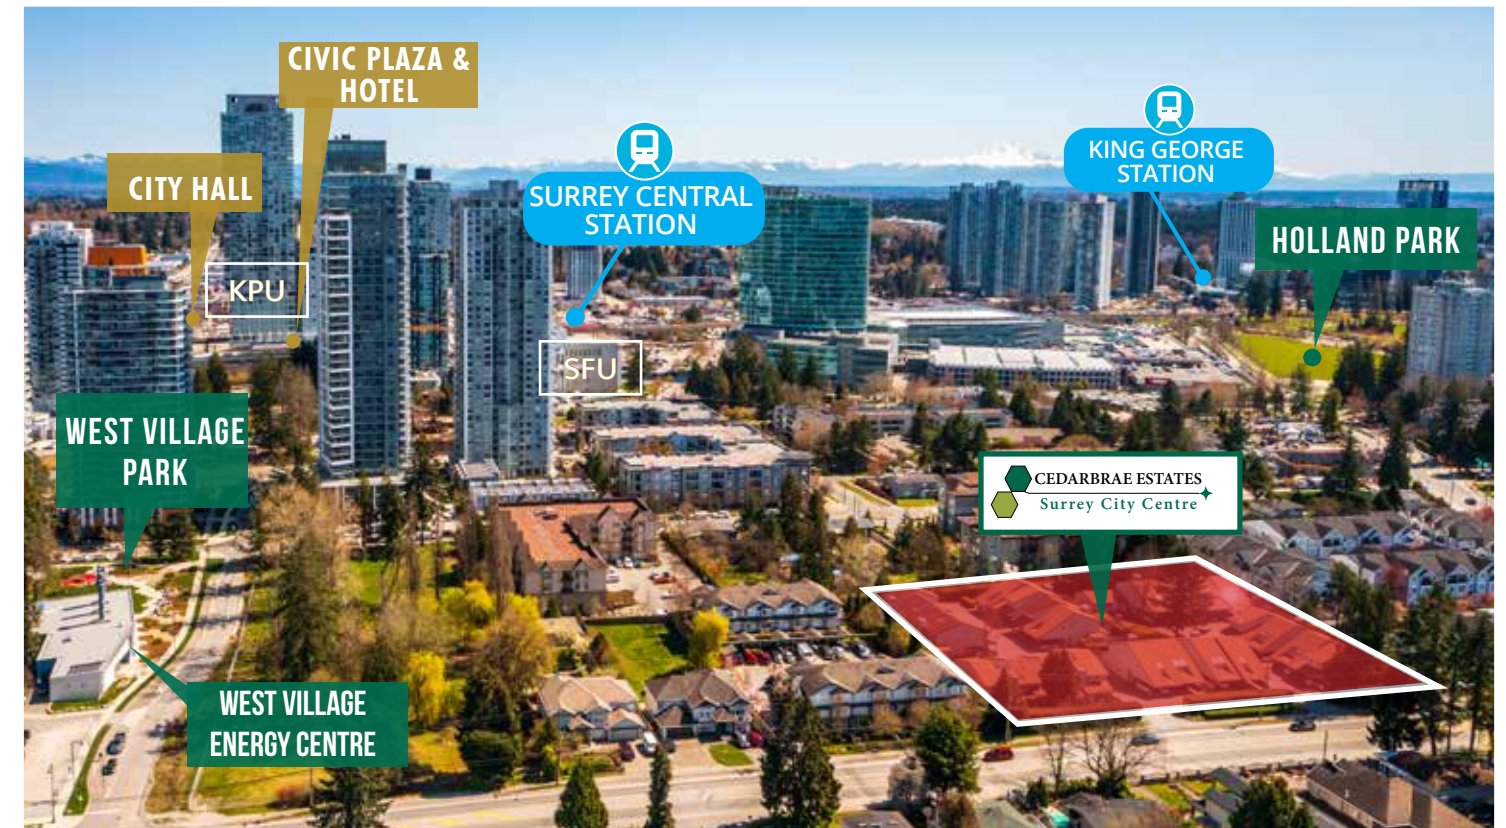 CIVIC PLAZA &
HOTEL
CITY HALL
SURREY CENTRAL
STATION
KING GEORGE
STATION
HOLLAND PARK
KPU
SFU
WEST VILLAGE
PARK
CEDARBRAE ESTATES
Surrey City Centre
WEST VILLAGE
ENERGY CENTRE